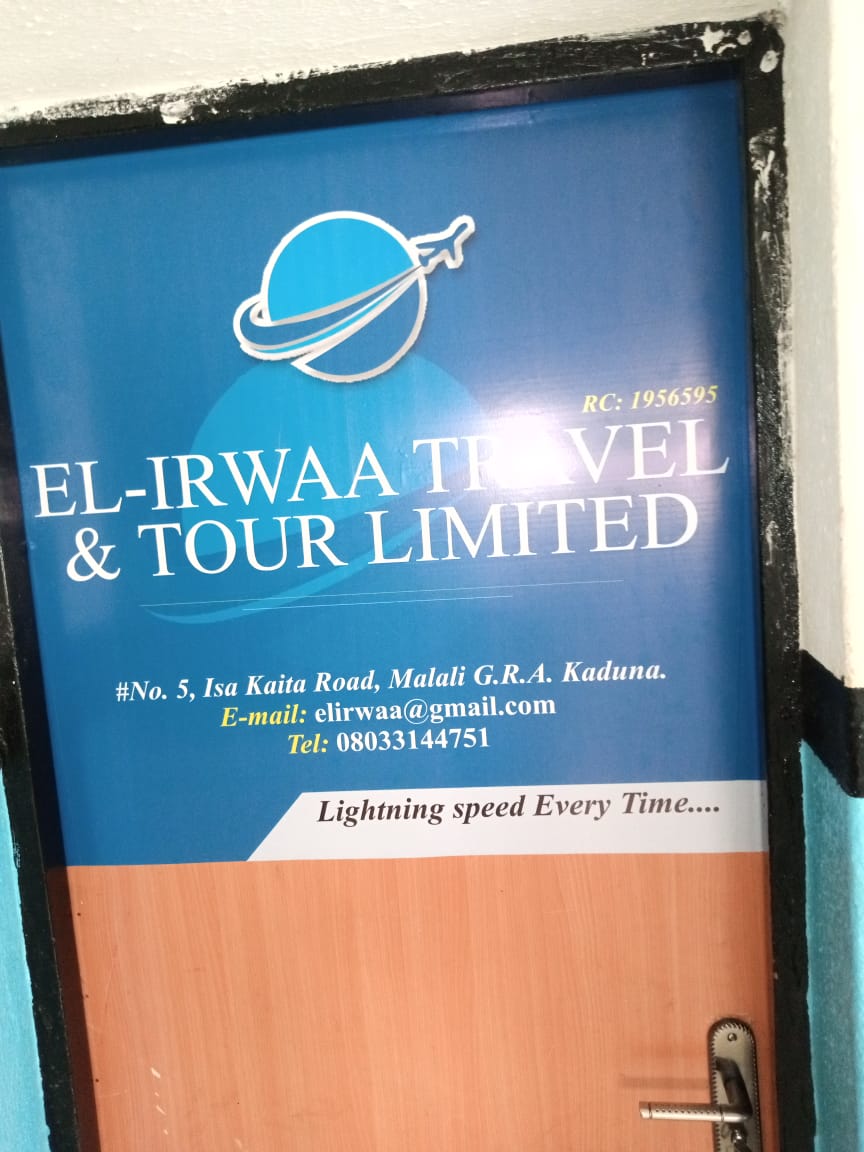 RC: 1956595
EL-IRWAA TRAVEL
& TOUR LIMITED
#No. 5, Isa Kaita Road, Malali G.R.A. Kaduna.
E-mail: elirwaa@gmail.com
Tel: 08033144751
Lightning speed Every Time....